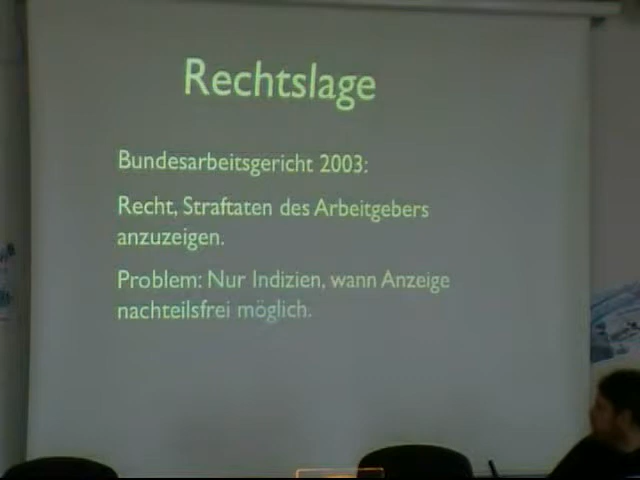 Rechtslage
Bundesarbeitsgericht 2003:
Recht, Straftaten des Arbeitgebers
anzuzeigen.
Problem: Nur Indizien, wann Anzeige
nachteilsfrei möglich.